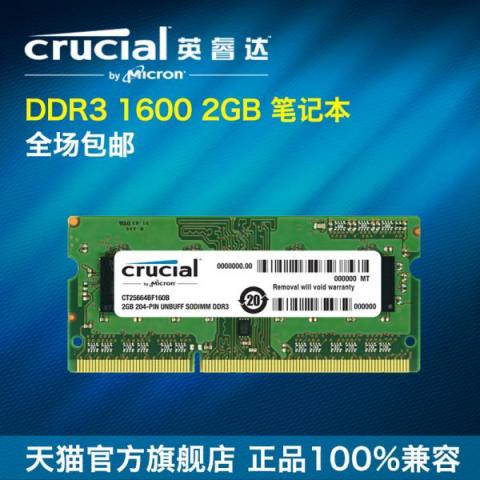 crucial 英睿达
by Micron
DDR3 1600 2GB 笔记本
全场包邮
crucial
by Micron
0000000.00
000000 MT
Removal will void warranty
CT25664BF160B
2GB 204-PIN UNBUFF SODIMM DDR3
20
000000
天猫官方旗舰店 正品100%兼容